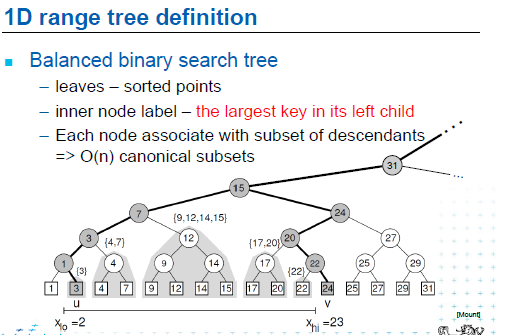 1D range tree definition
Balanced binary search tree
– leaves – sorted points
– inner node label – the largest key in its left child
– Each node associate with subset of descendants
=> O(n) canonical subsets
31
15
7 24
{9,12,14,15}
3 {4,7} 12 {17,20} 20 27
1 {3} 4 9 14 17 {22} 22 25 29
1 3 4 7 9 12 14 15 17 20 22 24 25 27 29 31
u v
xlo =2 xhi =23
[Mount]